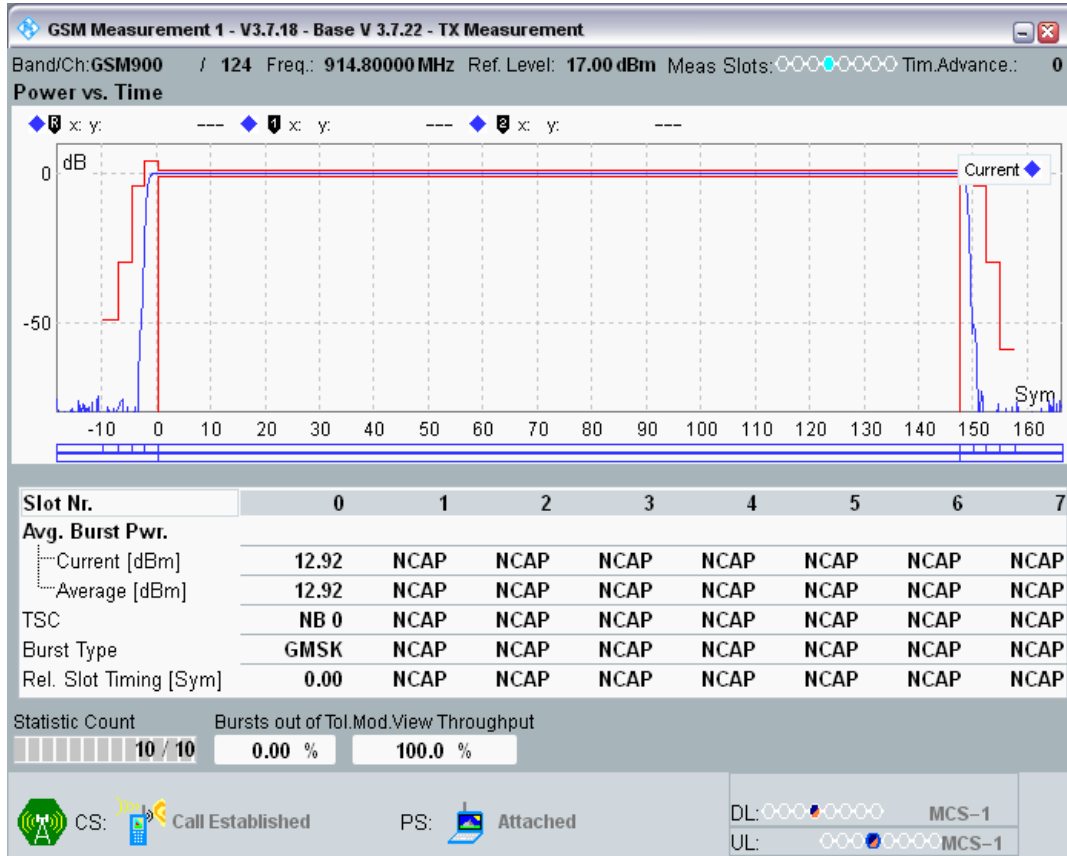 GSM Measurement 1 - V3.7.18 - Base V 3.7.22 - TX Measurement
Band/Ch:GSM900 / 124 Freq.: 914.80000 MHz Ref. Level: 17.00 dBm Meas Slots: Tim.Advance.: 0
Power vs. Time
R x: y: --- 1 x: y: --- 2 x: y: ---
dB
Current
0
-50
Sym
-10 0 10 20 30 40 50 60 70 80 90 100 110 120 130 140 150 160
Slot Nr. 0 1 2 3 4 5 6 7
Avg. Burst Pwr.
Current [dBm] 12.92 NCAP NCAP NCAP NCAP NCAP NCAP NCAP
Average [dBm] 12.92 NCAP NCAP NCAP NCAP NCAP NCAP NCAP
TSC NB 0 NCAP NCAP NCAP NCAP NCAP NCAP NCAP
Burst Type GMSK NCAP NCAP NCAP NCAP NCAP NCAP NCAP
Rel. Slot Timing [Sym] 0.00 NCAP NCAP NCAP NCAP NCAP NCAP NCAP
Statistic Count Bursts out of Tol. Mod.View Throughput
10 / 10 0.00 % 100.0 %
CS: Call Established PS: Attached
DL: MCS-1
UL: MCS-1